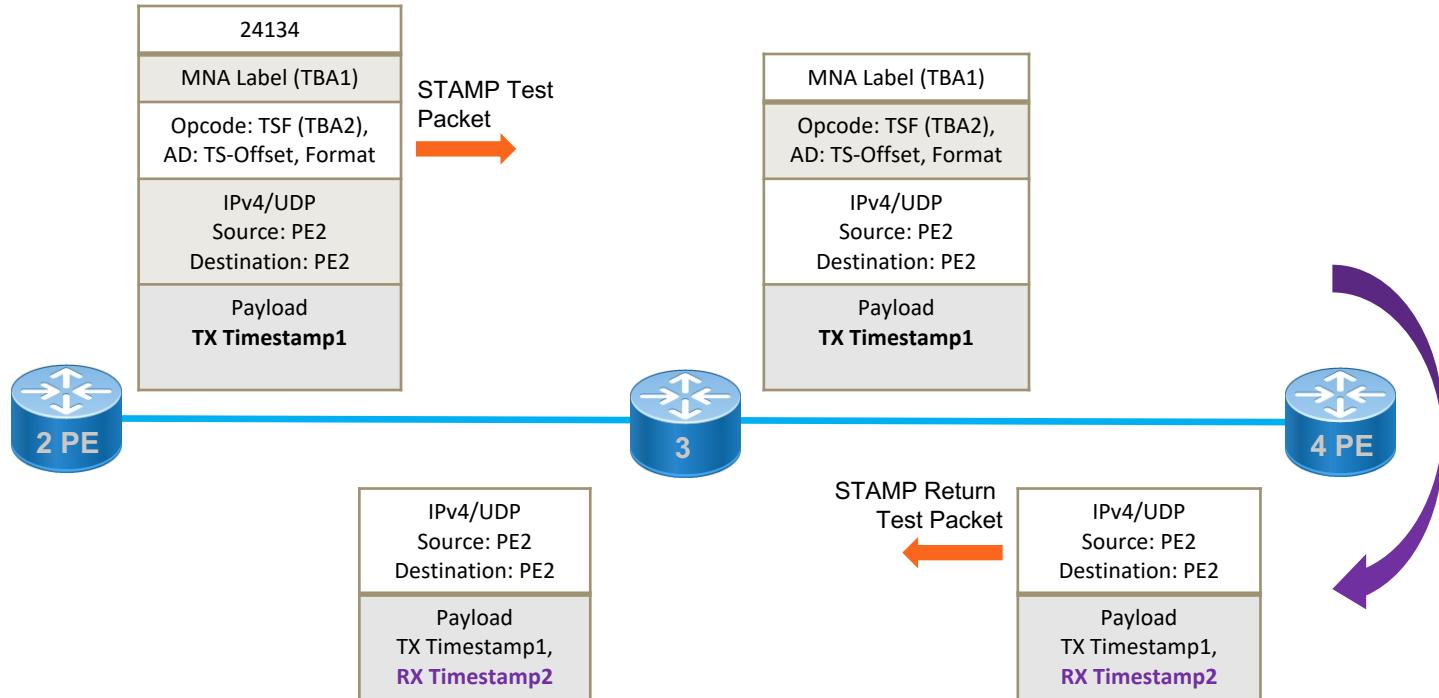 24134
MNA Label (TBA1)
Opcode: TSF (TBA2),
AD: TS-Offset, Format
IPv4/UDP
Source: PE2
Destination: PE2
Payload
TX Timestamp1
STAMP Test
Packet
MNA Label (TBA1)
Opcode: TSF (TBA2),
AD: TS-Offset, Format
IPv4/UDP
Source: PE2
Destination: PE2
Payload
TX Timestamp1
2 PE
3
4 PE
IPv4/UDP
Source: PE2
Destination: PE2
Payload
TX Timestamp1,
RX Timestamp2
STAMP Return
Test Packet
IPv4/UDP
Source: PE2
Destination: PE2
Payload
TX Timestamp1,
RX Timestamp2